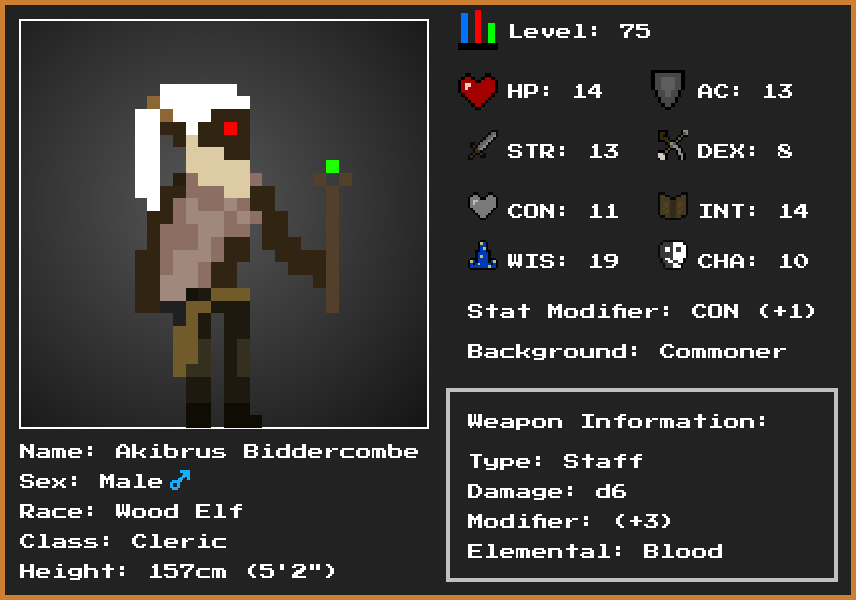 Level: 75
HP: 14 AC: 13
STR: 13 DEX: 8
CON: 11 INT: 14
WIS: 19 CHA: 10
Stat Modifier: CON (+1)
Background: Commoner
Weapon Information:
Type: Staff
Damage: d6
Modifier: (+3)
Elemental: Blood
Name: Akibrus Biddercombe
Sex: Male♂
Race: Wood Elf
Class: Cleric
Height: 157cm (5'2")